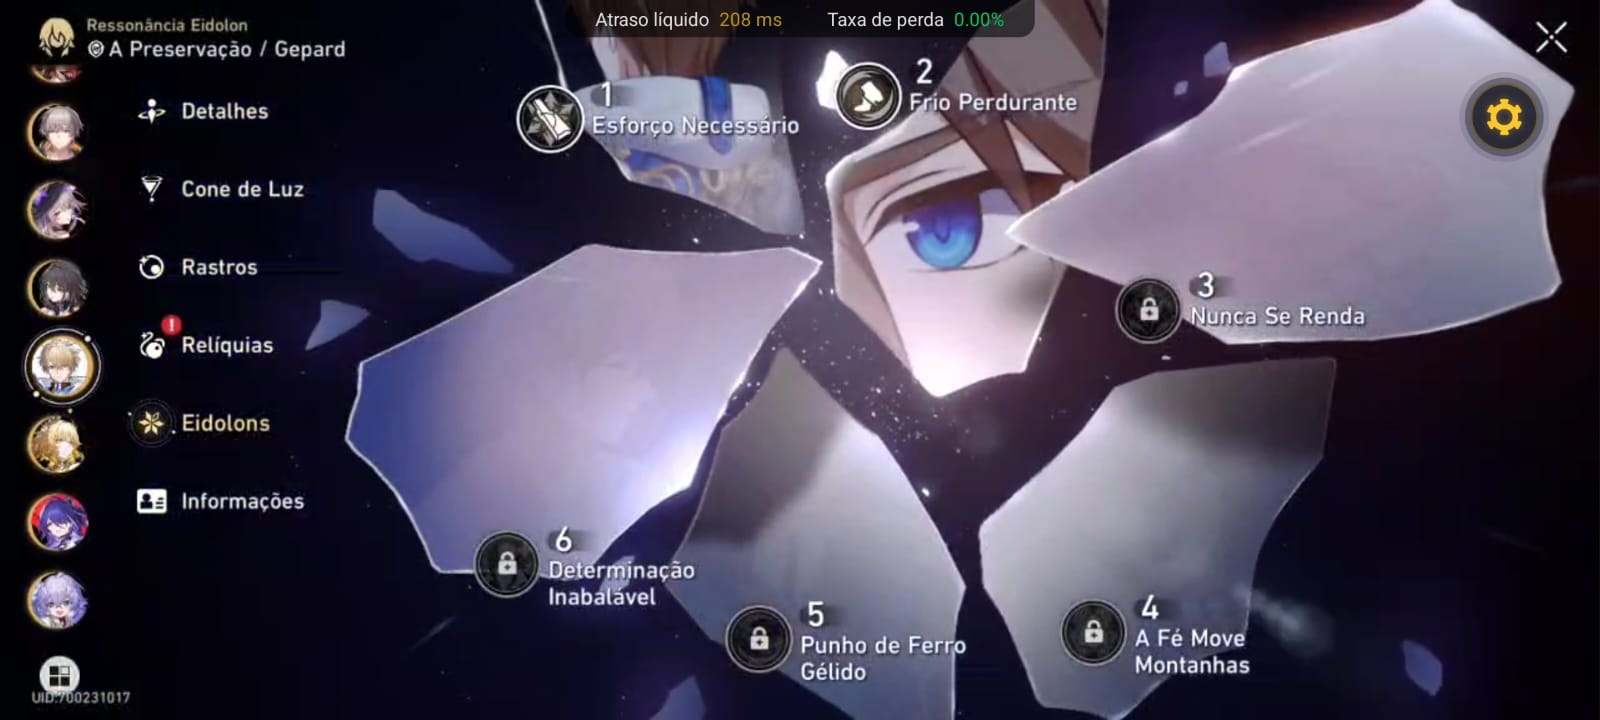 Atraso líquido 208 ms Taxa de perda 0.00%
Ressonância Eidolon
A Preservação / Gepard
Detalhes
Cone de Luz
Rastros
Relíquias
Eidolons
Informações
UID:700231017
1
Esforço Necessário
2
Frio Perdurante
3
Nunca Se Renda
4
A Fé Move
Montanhas
5
Punho de Ferro
Gélido
6
Determinação
Inabalável